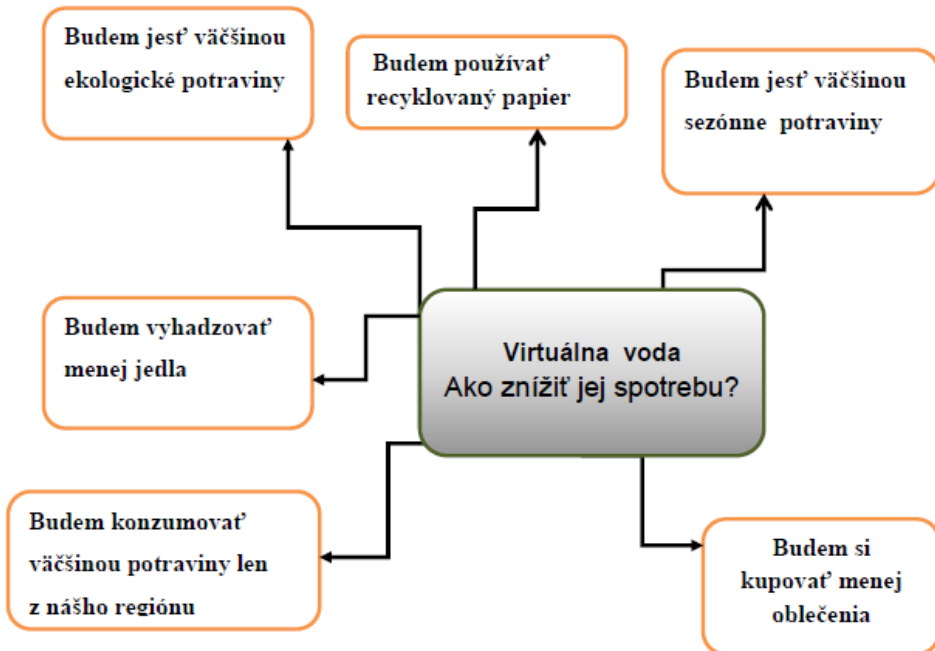 Budem jesť väčšinou
ekologické potraviny
Budem používať
recyklovaný papier
Budem jesť väčšinou
sezónne potraviny
Budem vyhadzovať
menej jedla
Virtuálna voda
Ako znížiť jej spotrebu?
Budem konzumovať
väčšinou potraviny len
z nášho regiónu
Budem si
kupovať menej
oblečenia